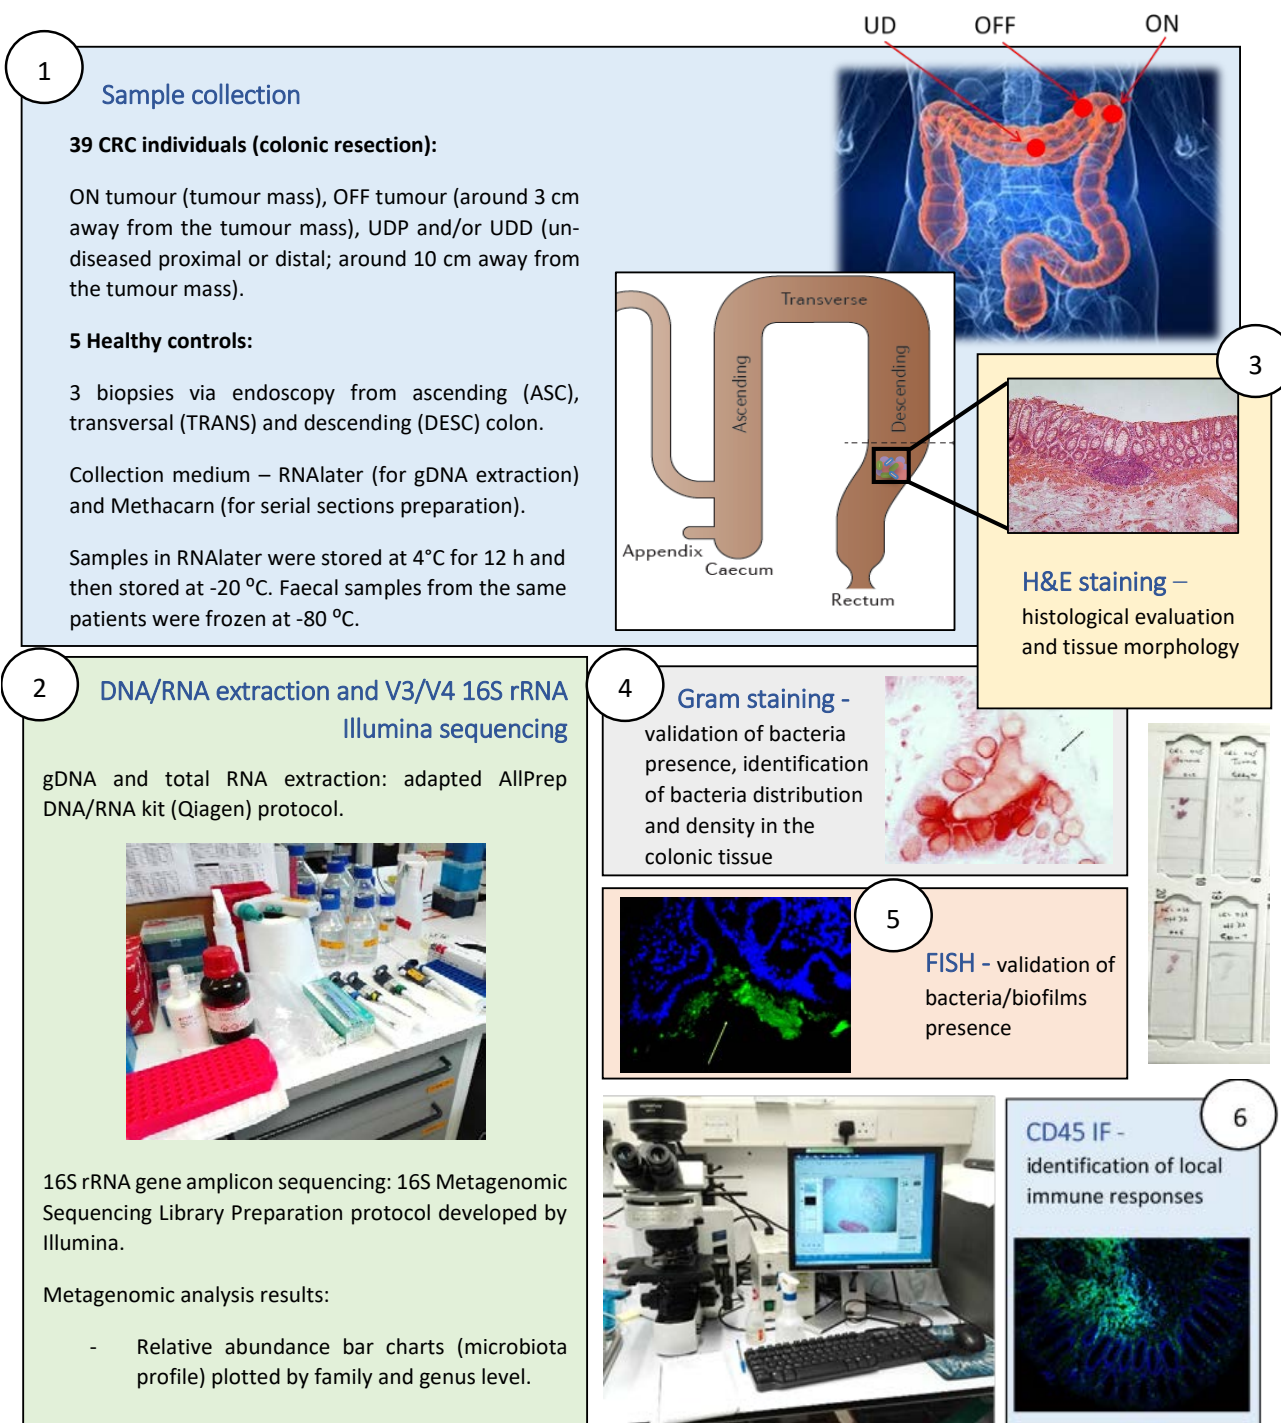 UD
OFF
ON
1
Sample collection
39 CRC individuals (colonic resection):
ON tumour (tumour mass), OFF tumour (around 3 cm
away from the tumour mass), UDP and/or UDD (un-
diseased proximal or distal; around 10 cm away from
the tumour mass).
5 Healthy controls:
3 biopsies via endoscopy from ascending (ASC),
transversal (TRANS) and descending (DESC) colon.
Collection medium – RNAlater (for gDNA extraction)
and Methacarn (for serial sections preparation).
Samples in RNAlater were stored at 4°C for 12 h and
then stored at -20 ⁰C. Faecal samples from the same
patients were frozen at -80 ⁰C.
Transverse
Ascending
Descending
Appendix
Caecum
Rectum
3
H&E staining –
histological evaluation
and tissue morphology
2
DNA/RNA extraction and V3/V4 16S rRNA
Illumina sequencing
gDNA and total RNA extraction: adapted AllPrep
DNA/RNA kit (Qiagen) protocol.
16S rRNA gene amplicon sequencing: 16S Metagenomic
Sequencing Library Preparation protocol developed by
Illumina.
Metagenomic analysis results:
- Relative abundance bar charts (microbiota
profile) plotted by family and genus level.
4
Gram staining -
validation of bacteria
presence, identification
of bacteria distribution
and density in the
colonic tissue
5
FISH - validation of
bacteria/biofilms
presence
6
CD45 IF -
identification of local
immune responses